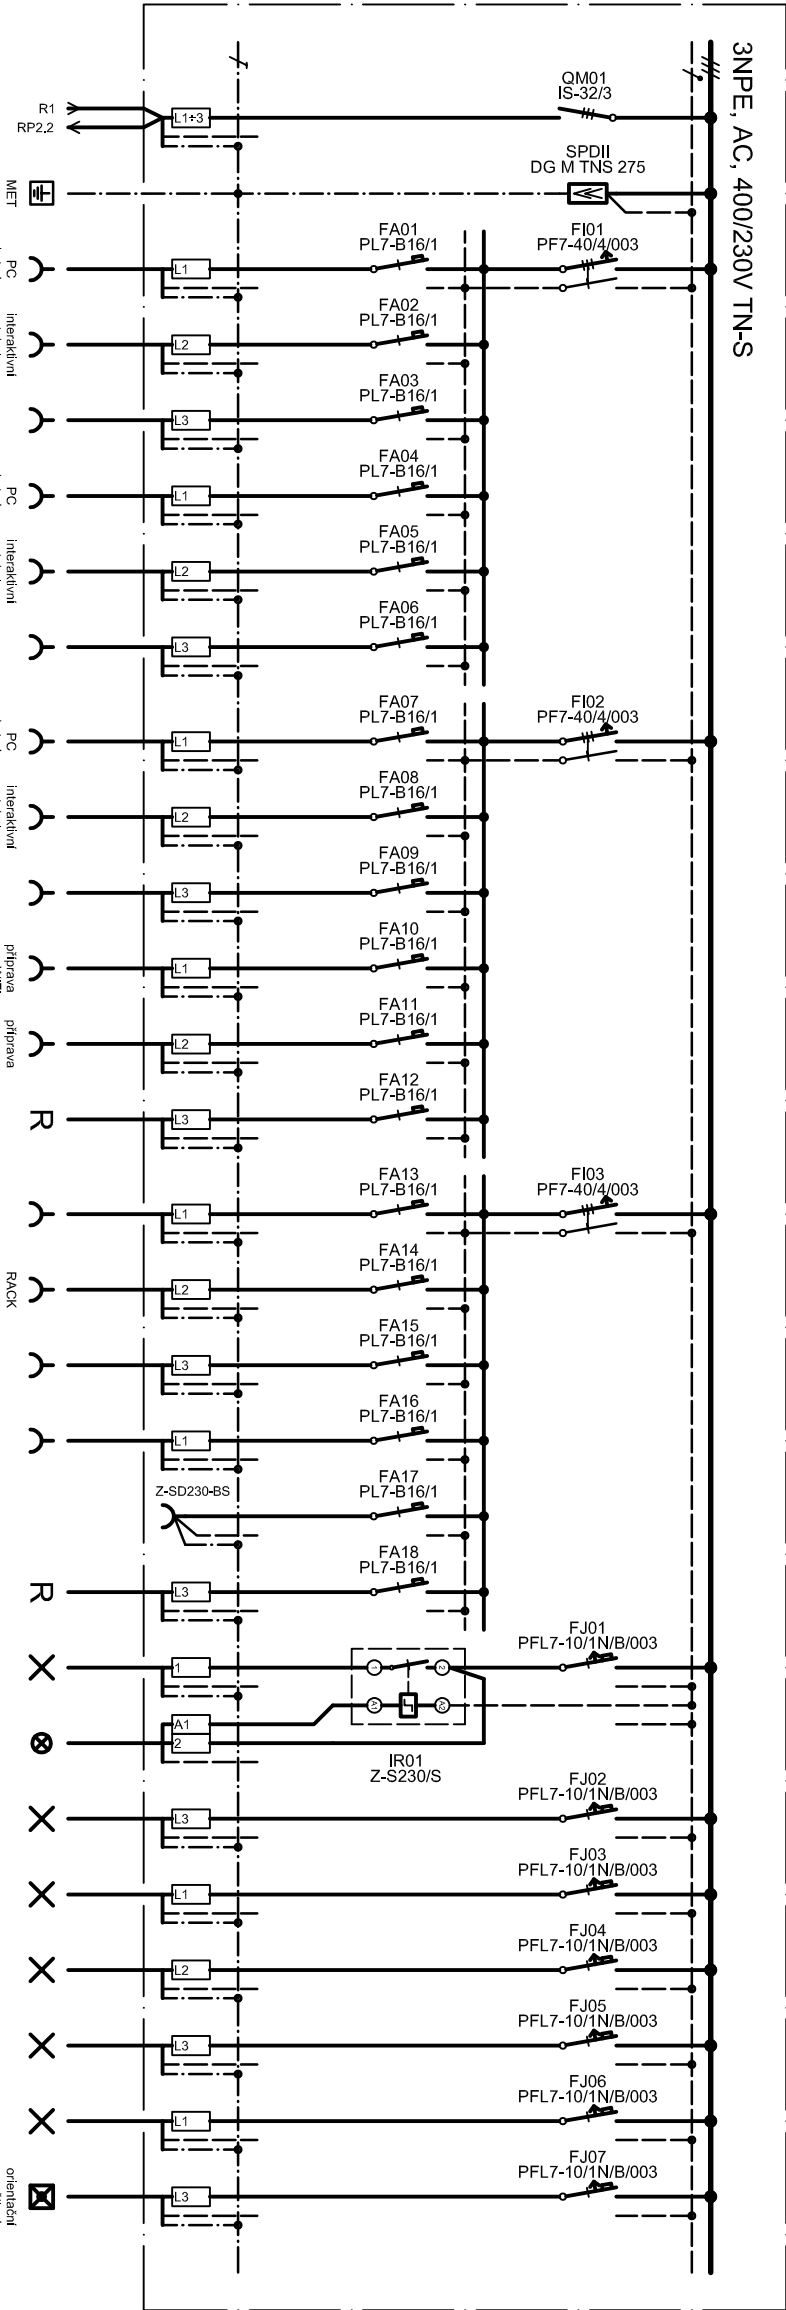 3NPE, AC, 400/230V TN-S
QM01
IS-32/3
R1
RP2.2
L1÷3
SPDII
DG M TNS 275
MET
FI01
PF7-40/4/003
FA01
PL7-B16/1
L1
PC
FA02
PL7-B16/1
L2
interaktivní
FA03
PL7-B16/1
L3
FA04
PL7-B16/1
L1
PC
FA05
PL7-B16/1
L2
interaktivní
FA06
PL7-B16/1
L3
FI02
PF7-40/4/003
FA07
PL7-B16/1
L1
PC
FA08
PL7-B16/1
L2
interaktivní
FA09
PL7-B16/1
L3
FA10
PL7-B16/1
L1
příprava
FA11
PL7-B16/1
L2
příprava
FA12
PL7-B16/1
L3
R
FI03
PF7-40/4/003
FA13
PL7-B16/1
L1
FA14
PL7-B16/1
L2
RACK
FA15
PL7-B16/1
L3
FA16
PL7-B16/1
L1
FA17
PL7-B16/1
Z-SD230-BS
FA18
PL7-B16/1
L3
R
FJ01
PFL7-10/1N/B/003
1
1
2
A1
A2
A1
2
IR01
Z-S230/S
FJ02
PFL7-10/1N/B/003
L3
FJ03
PFL7-10/1N/B/003
L1
FJ04
PFL7-10/1N/B/003
L2
FJ05
PFL7-10/1N/B/003
L3
FJ06
PFL7-10/1N/B/003
L1
FJ07
PFL7-10/1N/B/003
L3
orientační